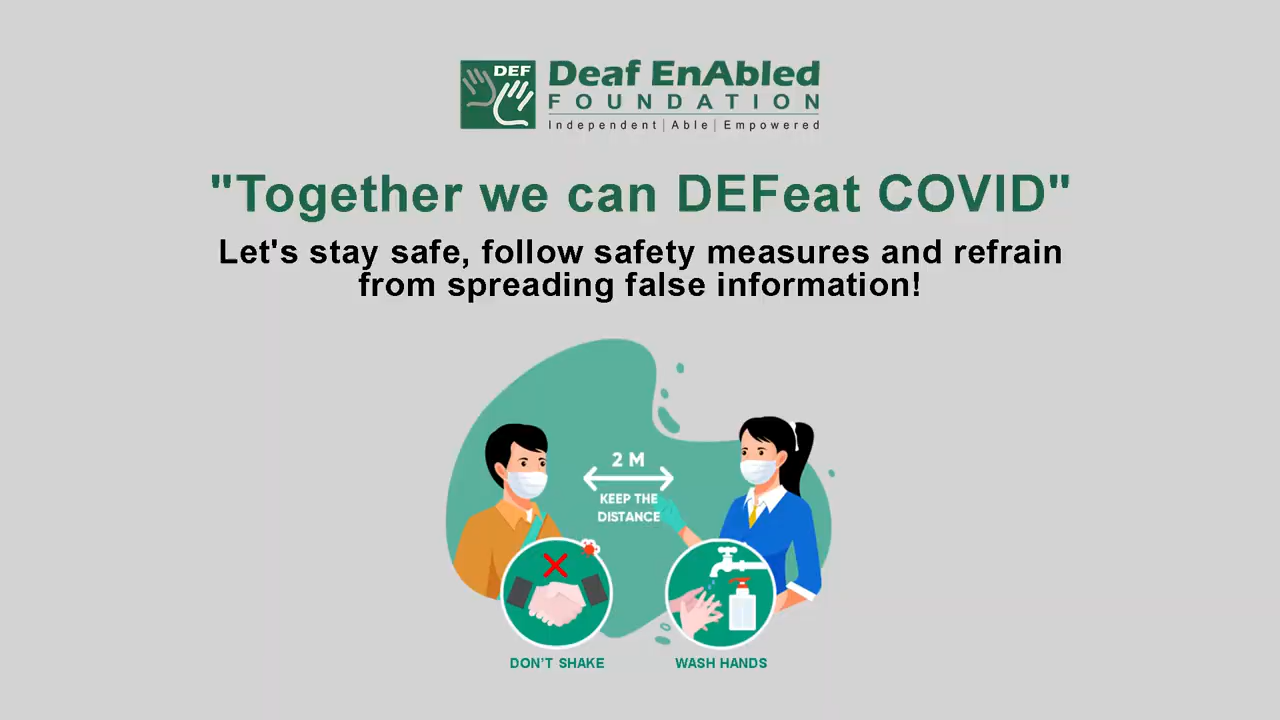 DEF
Deaf EnAbled
FOUNDATION
Independent | Able | Empowered
"Together we can DEFeat COVID"
Let's stay safe, follow safety measures and refrain
from spreading false information!
2 M
KEEP THE
DISTANCE
DON'T SHAKE
WASH HANDS